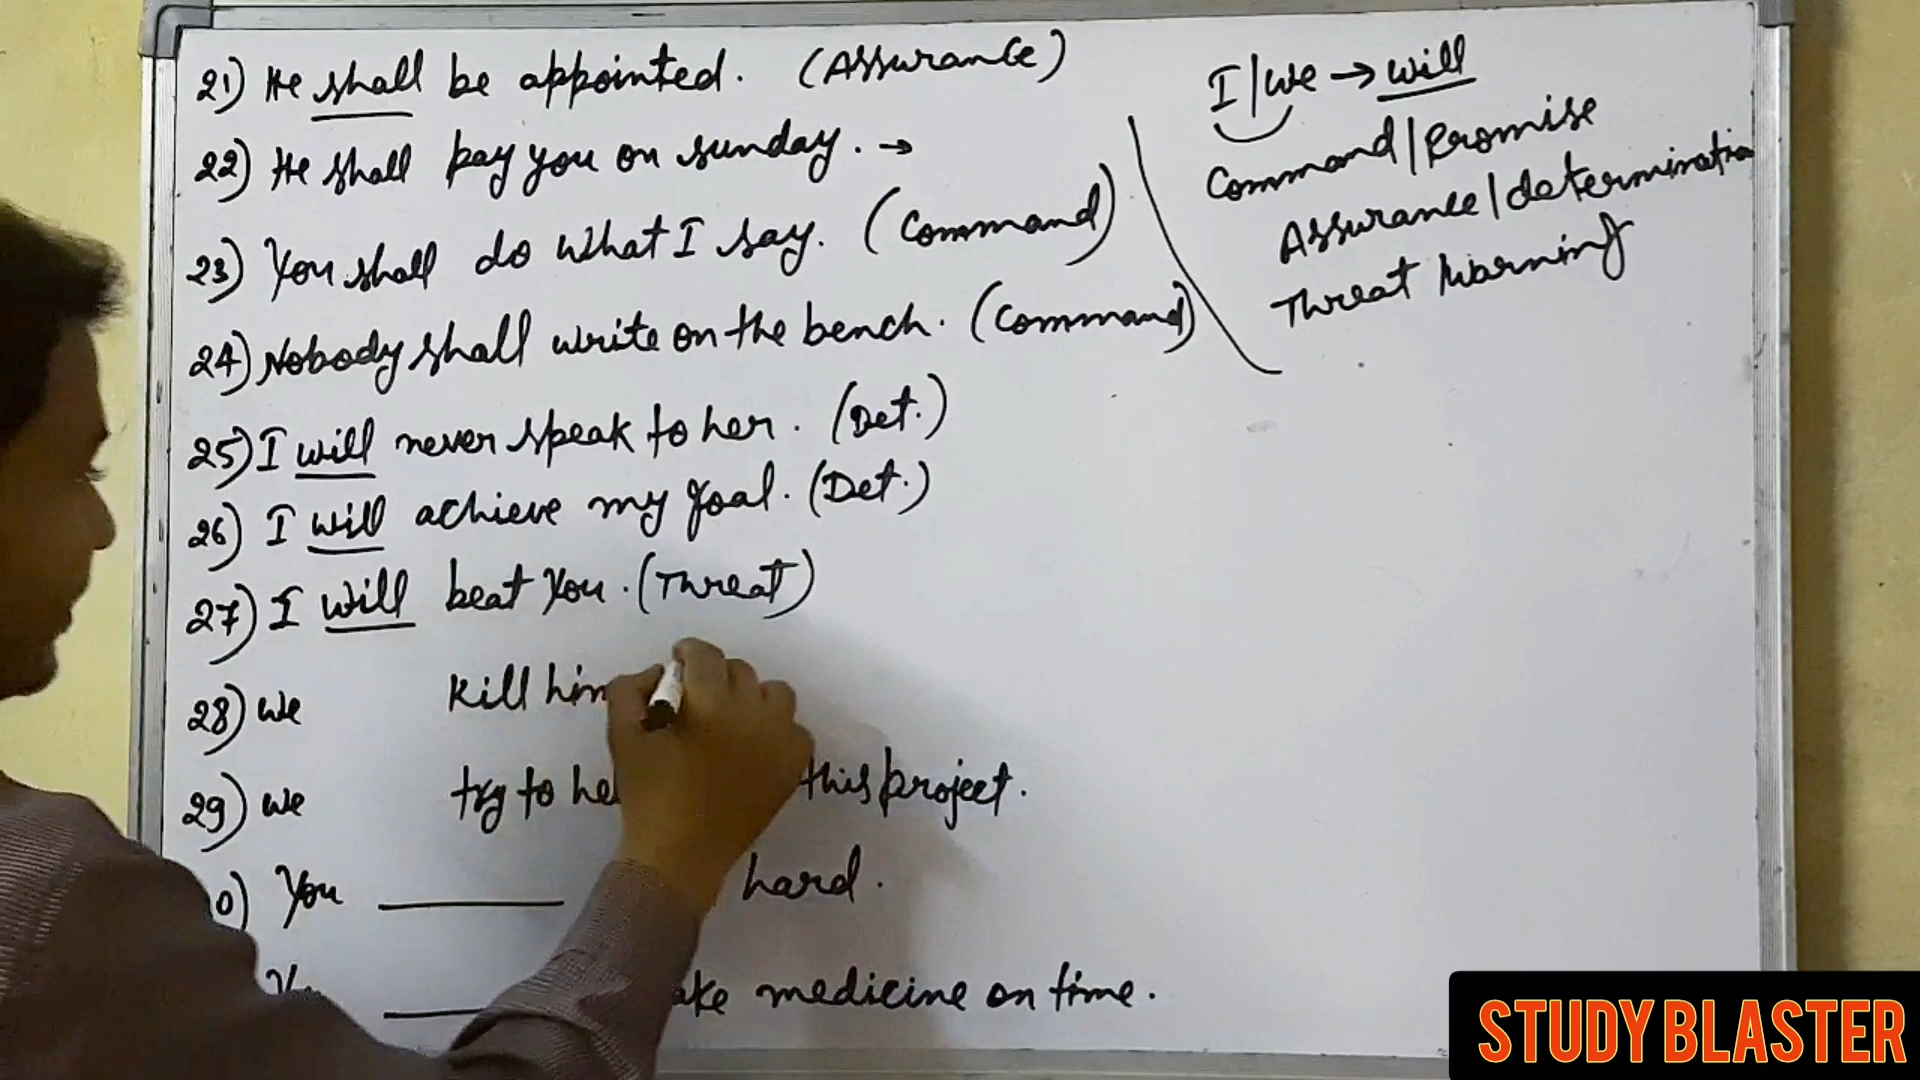 21) He shall be appointed. (Assurance)
22) He shall pay you on sunday. →
23) You shall do what I say. (Command)
24) Nobody shall write on the bench. (Command)
25) I will never speak to her. (Det.)
26) I will achieve my goal. (Det.)
27) I will beat you. (Threat)
28) we kill
29) we try to this project.
0) You ____ hard.
____ medicine on time.
I/we → will
Command/Promise
Assurance/determination
Threat Warning
STUDY BLASTER